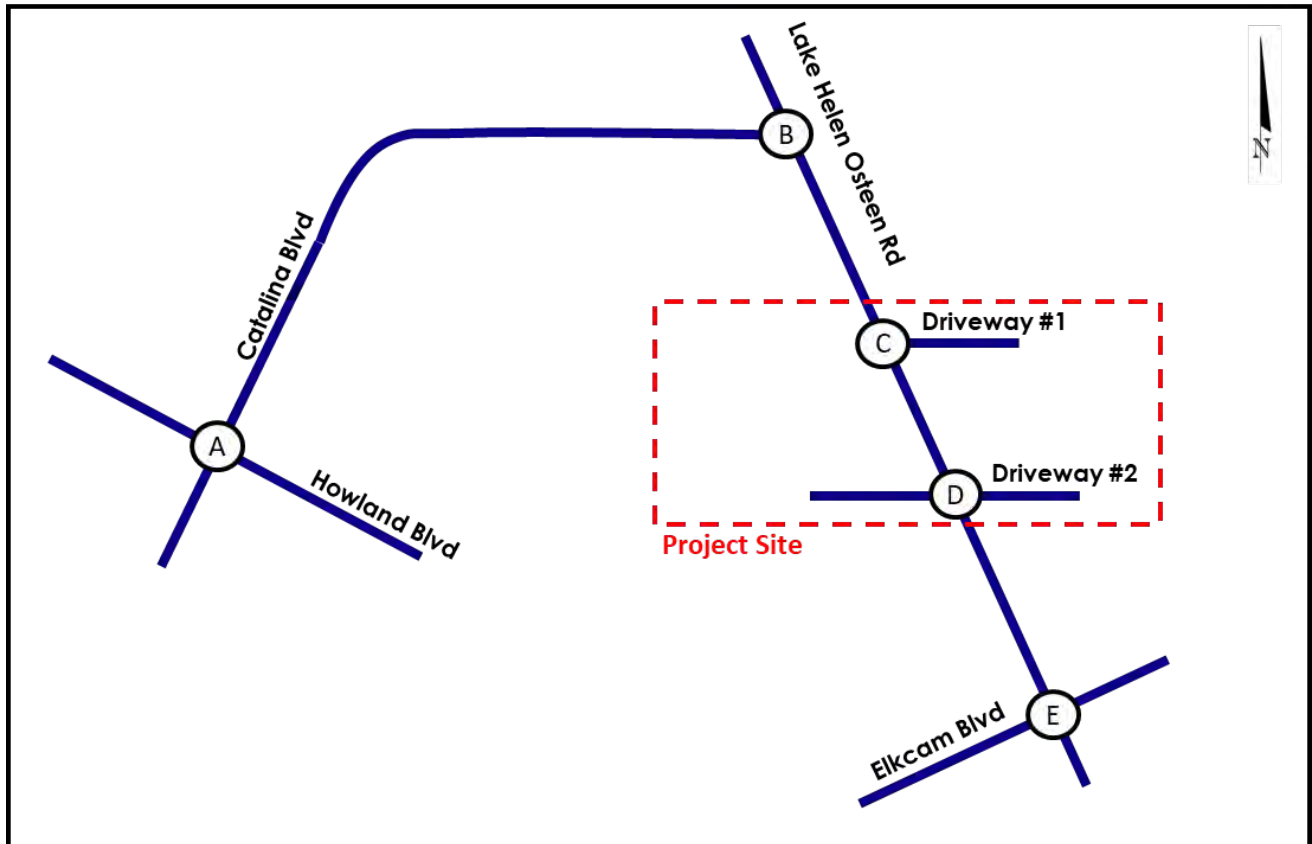 Lake Helen Osteen Rd
N
B
Catalina Blvd
C
Driveway #1
A
Howland Blvd
D
Driveway #2
Project Site
E
Elkcam Blvd